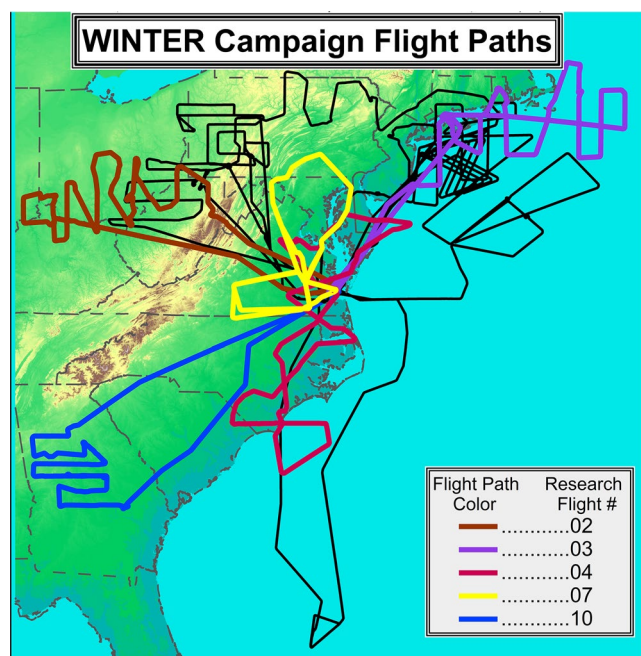 WINTER Campaign Flight Paths
Flight Path Color Research Flight #
............02
............03
............04
............07
............10